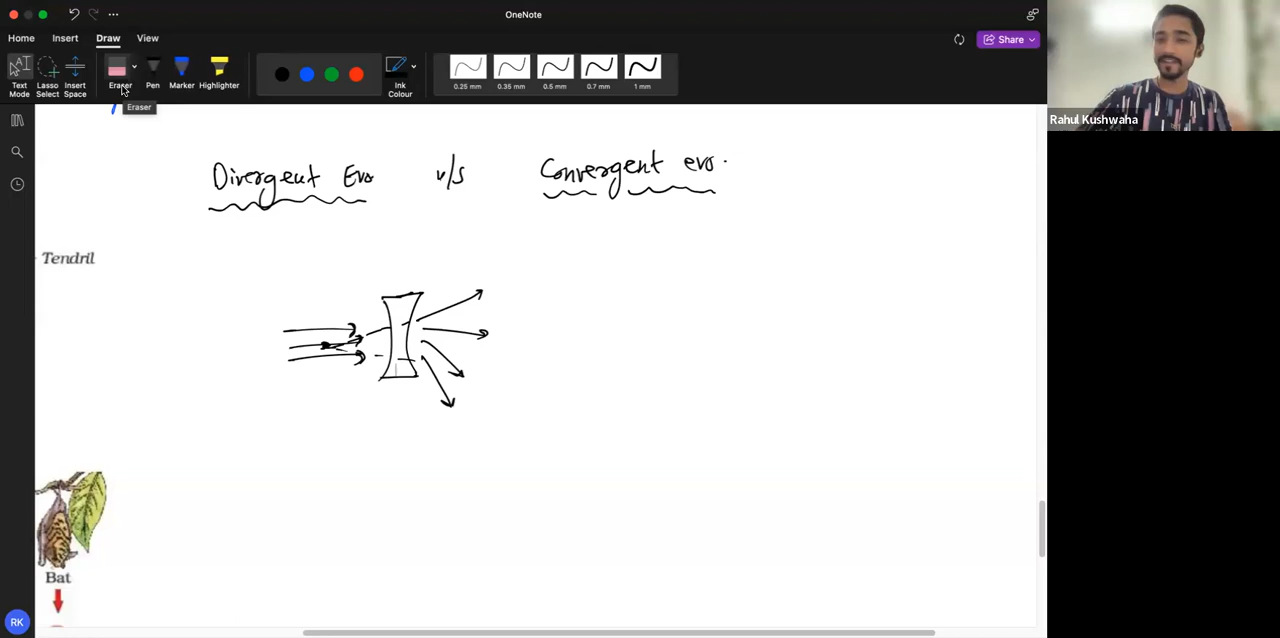 OneNote
Home Insert Draw View
Share
Text Mode
Lasso Select
Insert Space
Eraser
Pen
Marker
Highlighter
Ink Colour
0.25 mm 0.35 mm 0.5 mm 0.7 mm 1 mm
Eraser
Rahul Kushwaha
Divergent Evo v/s Convergent evo.
Tendril
Bat
RK